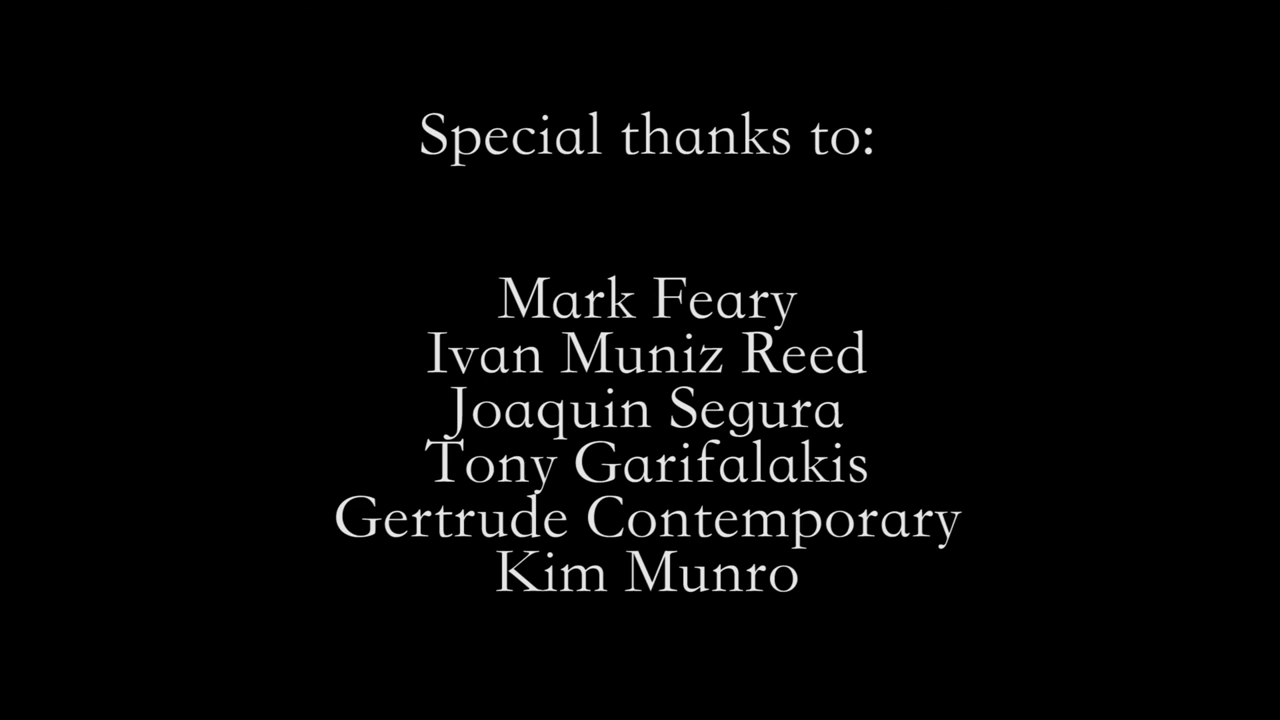 Special thanks to:
Mark Feary
Ivan Muniz Reed
Joaquin Segura
Tony Garifalakis
Gertrude Contemporary
Kim Munro